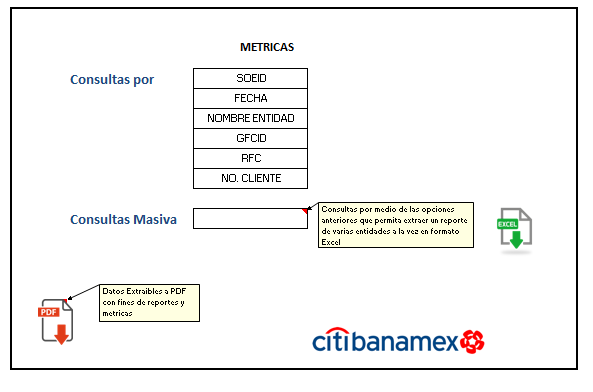 METRICAS
Consultas por
SOEID
FECHA
NOMBRE ENTIDAD
GFCID
RFC
NO. CLIENTE
Consultas Masiva
Consultas por medio de las opciones
anteriores que permita extraer un reporte
de varias entidades a la vez en formato
Excel
EXCEL
Datos Extraibles a PDF
con fines de reportes y
metricas
PDF
citibanamex